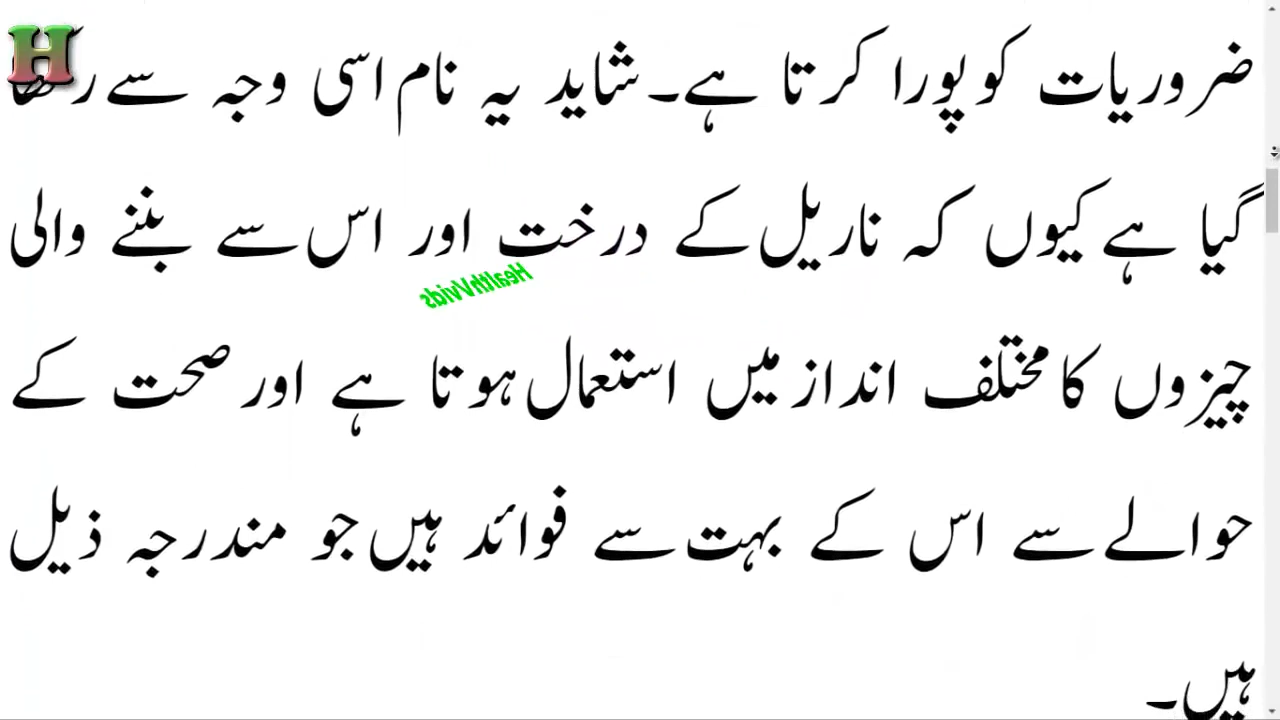 ضروریات کو پورا کرتا ہے۔ شاید یہ نام اسی وجہ سے رکھا
گیا ہے کیوں کہ ناریل کے درخت اور اس سے بننے والی
HealthVvids
چیزوں کا مختلف انداز میں استعمال ہوتا ہے اور صحت کے
حوالے سے اس کے بہت سے فوائد ہیں جو مندرجہ ذیل
ہیں۔
H